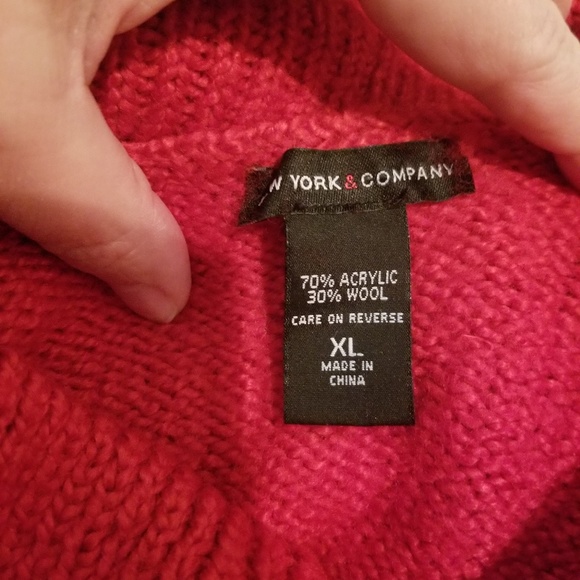 YORK & COMPANY
70% ACRYLIC
30% WOOL
CARE ON REVERSE
XL
MADE IN
CHINA